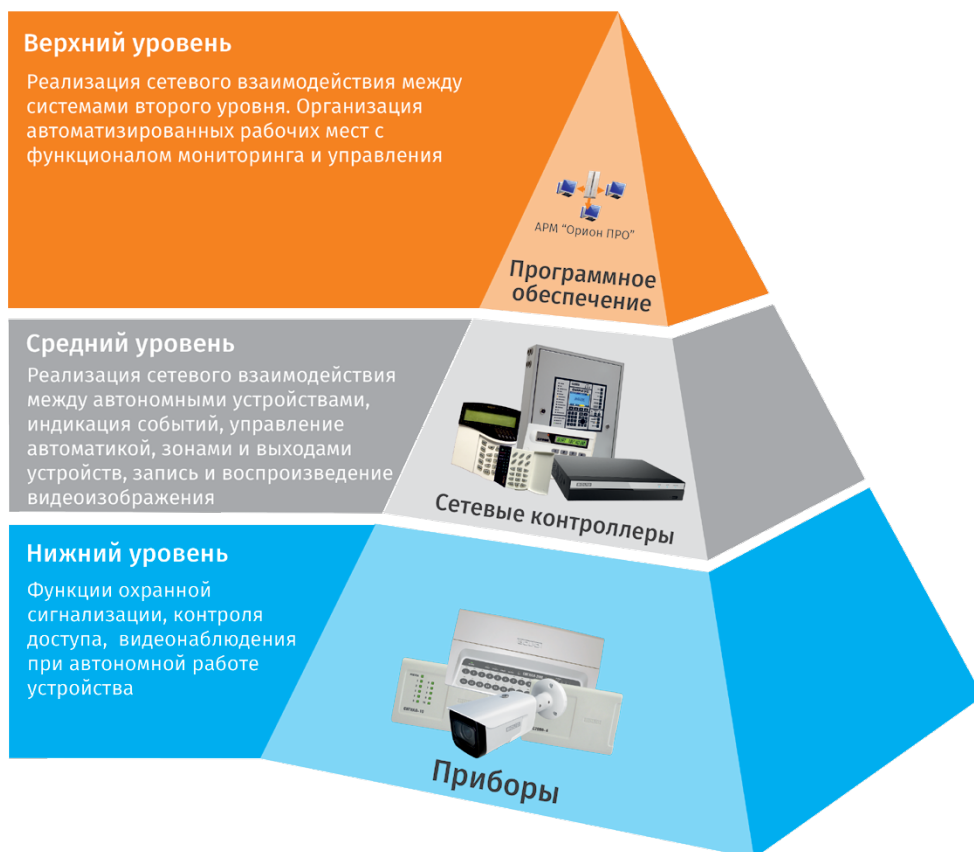 Верхний уровень
Реализация сетевого взаимодействия между
системами второго уровня. Организация
автоматизированных рабочих мест с
функционалом мониторинга и управления
АРМ “Орион ПРО”
Программное
обеспечение
Средний уровень
Реализация сетевого взаимодействия
между автономными устройствами,
индикация событий, управление
автоматикой, зонами и выходами
устройств, запись и воспроизведение
видеоизображения
Сетевые контроллеры
Нижний уровень
Функции охранной
сигнализации, контроля
доступа, видеонаблюдения
при автономной работе
устройства
Приборы